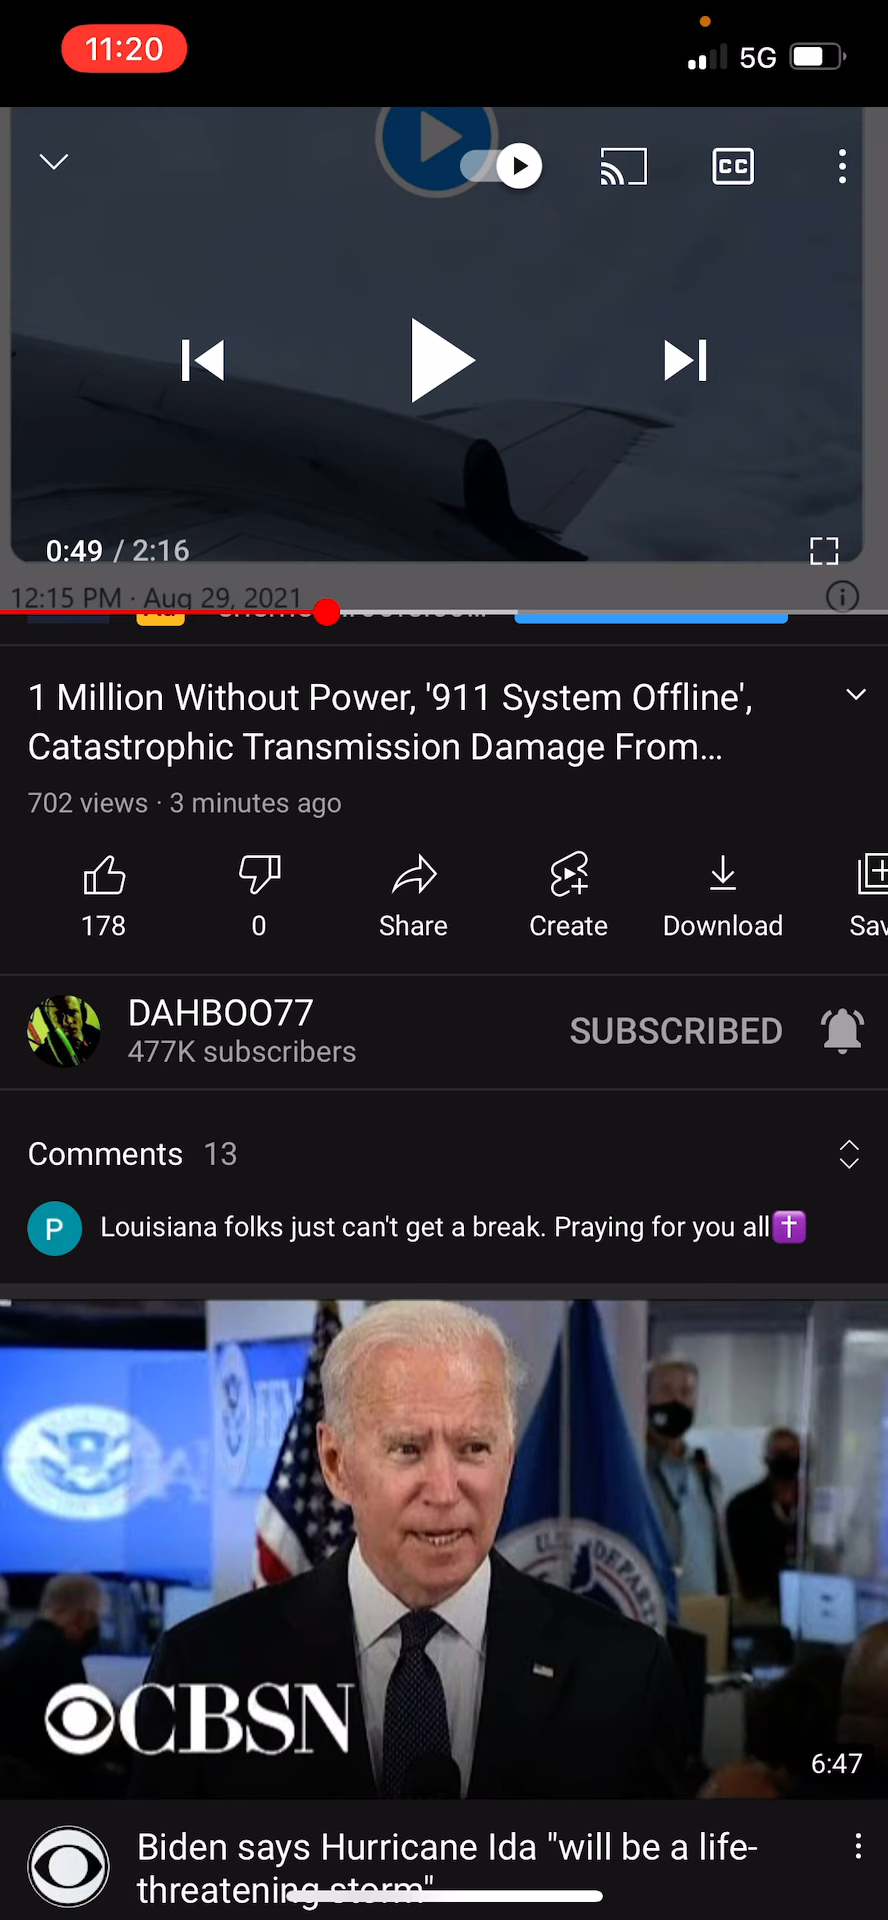 11:20
5G
CC
0:49 / 2:16
12:15 PM · Aug 29, 2021
1 Million Without Power, '911 System Offline',
Catastrophic Transmission Damage From...
702 views · 3 minutes ago
178
0
Share
Create
Download
Sav
DAHBOO77
477K subscribers
SUBSCRIBED
Comments 13
P
Louisiana folks just can't get a break. Praying for you all✝️
CBSN
6:47
Biden says Hurricane Ida "will be a life-
threatening storm"